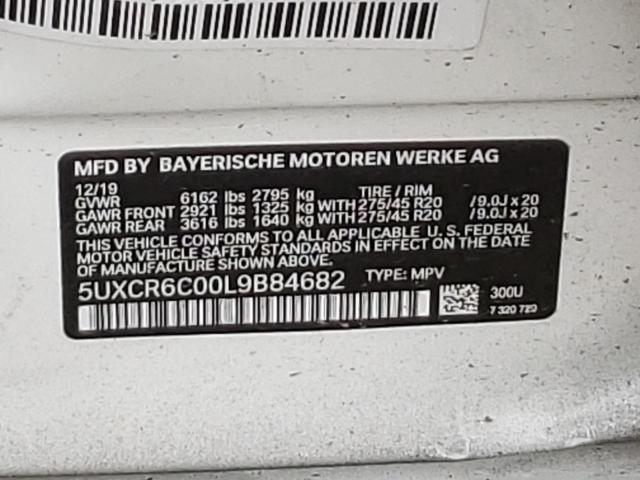 MFD BY BAYERISCHE MOTOREN WERKE AG
12/19 TIRE / RIM
GVWR 6162 lbs 2795 kg
GAWR FRONT 2921 lbs 1325 kg WITH 275/45 R20 / 9.0J x 20
GAWR REAR 3616 lbs 1640 kg WITH 275/45 R20 / 9.0J x 20
THIS VEHICLE CONFORMS TO ALL APPLICABLE U. S. FEDERAL
MOTOR VEHICLE SAFETY STANDARDS IN EFFECT ON THE DATE
OF MANUFACTURE SHOWN ABOVE.
5UXCR6C00L9B84682 TYPE: MPV
300U
7 320 729